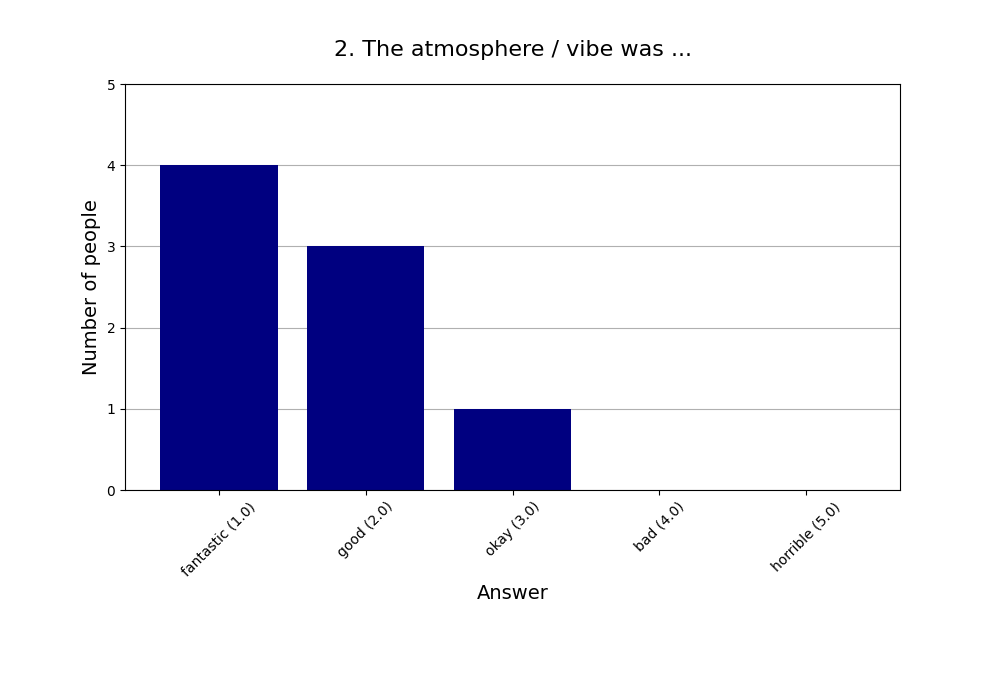 2. The atmosphere / vibe was ...
5
4
3
2
1
0
Number of people
fantastic (1.0)
good (2.0)
okay (3.0)
bad (4.0)
horrible (5.0)
Answer